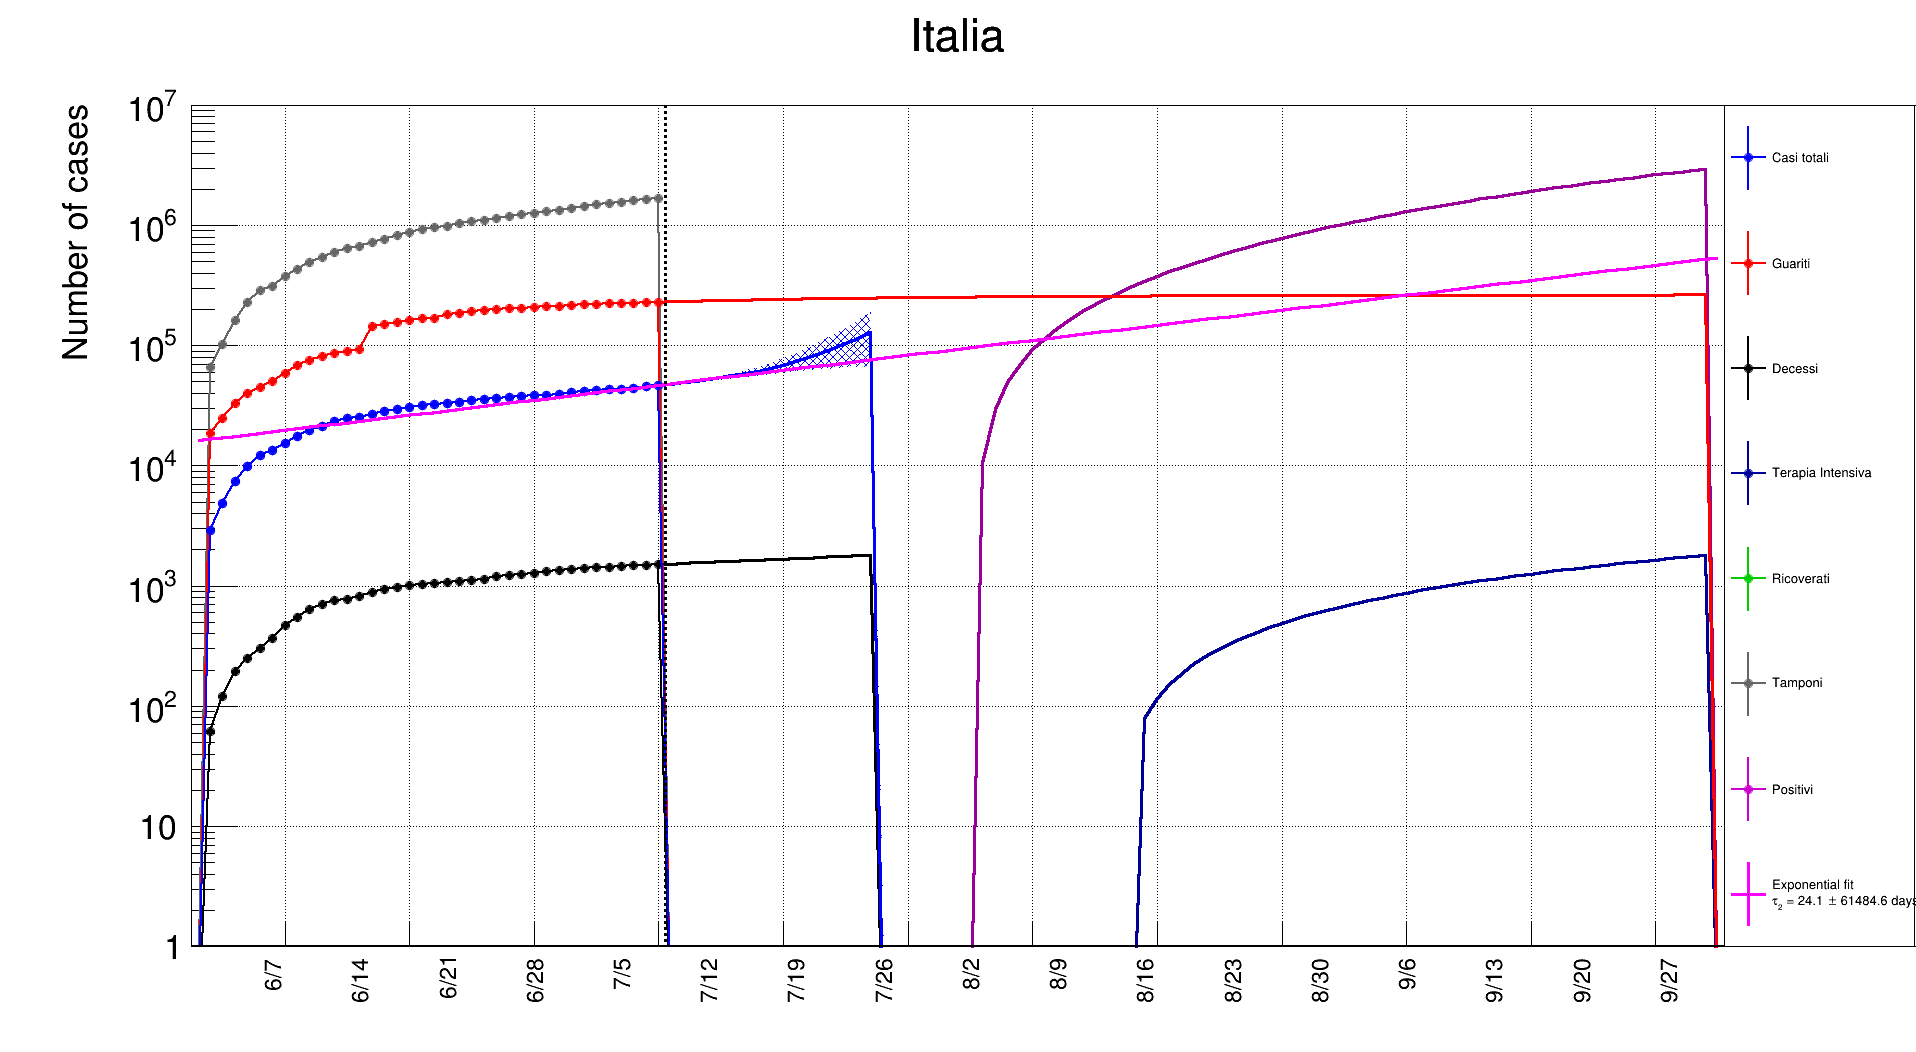 Italia
Number of cases
10^7
10^6
10^5
10^4
10^3
10^2
10
1
6/7
6/14
6/21
6/28
7/5
7/12
7/19
7/26
8/2
8/9
8/16
8/23
8/30
9/6
9/13
9/20
9/27
Casi totali
Guariti
Decessi
Terapia Intensiva
Ricoverati
Tamponi
Positivi
Exponential fit
τ₂ = 24.1 ± 61484.6 days